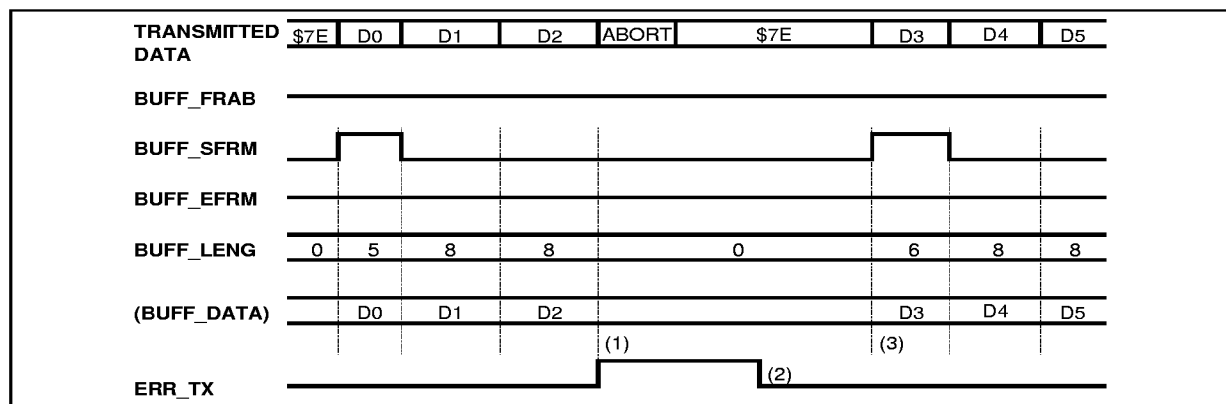 TRANSMITTED DATA $7E D0 D1 D2 ABORT $7E D3 D4 D5
BUFF_FRAB
BUFF_SFRM
BUFF_EFRM
BUFF_LENG 0 5 8 8 0 6 8 8
(BUFF_DATA) D0 D1 D2 D3 D4 D5
(1) (3)
ERR_TX (2)